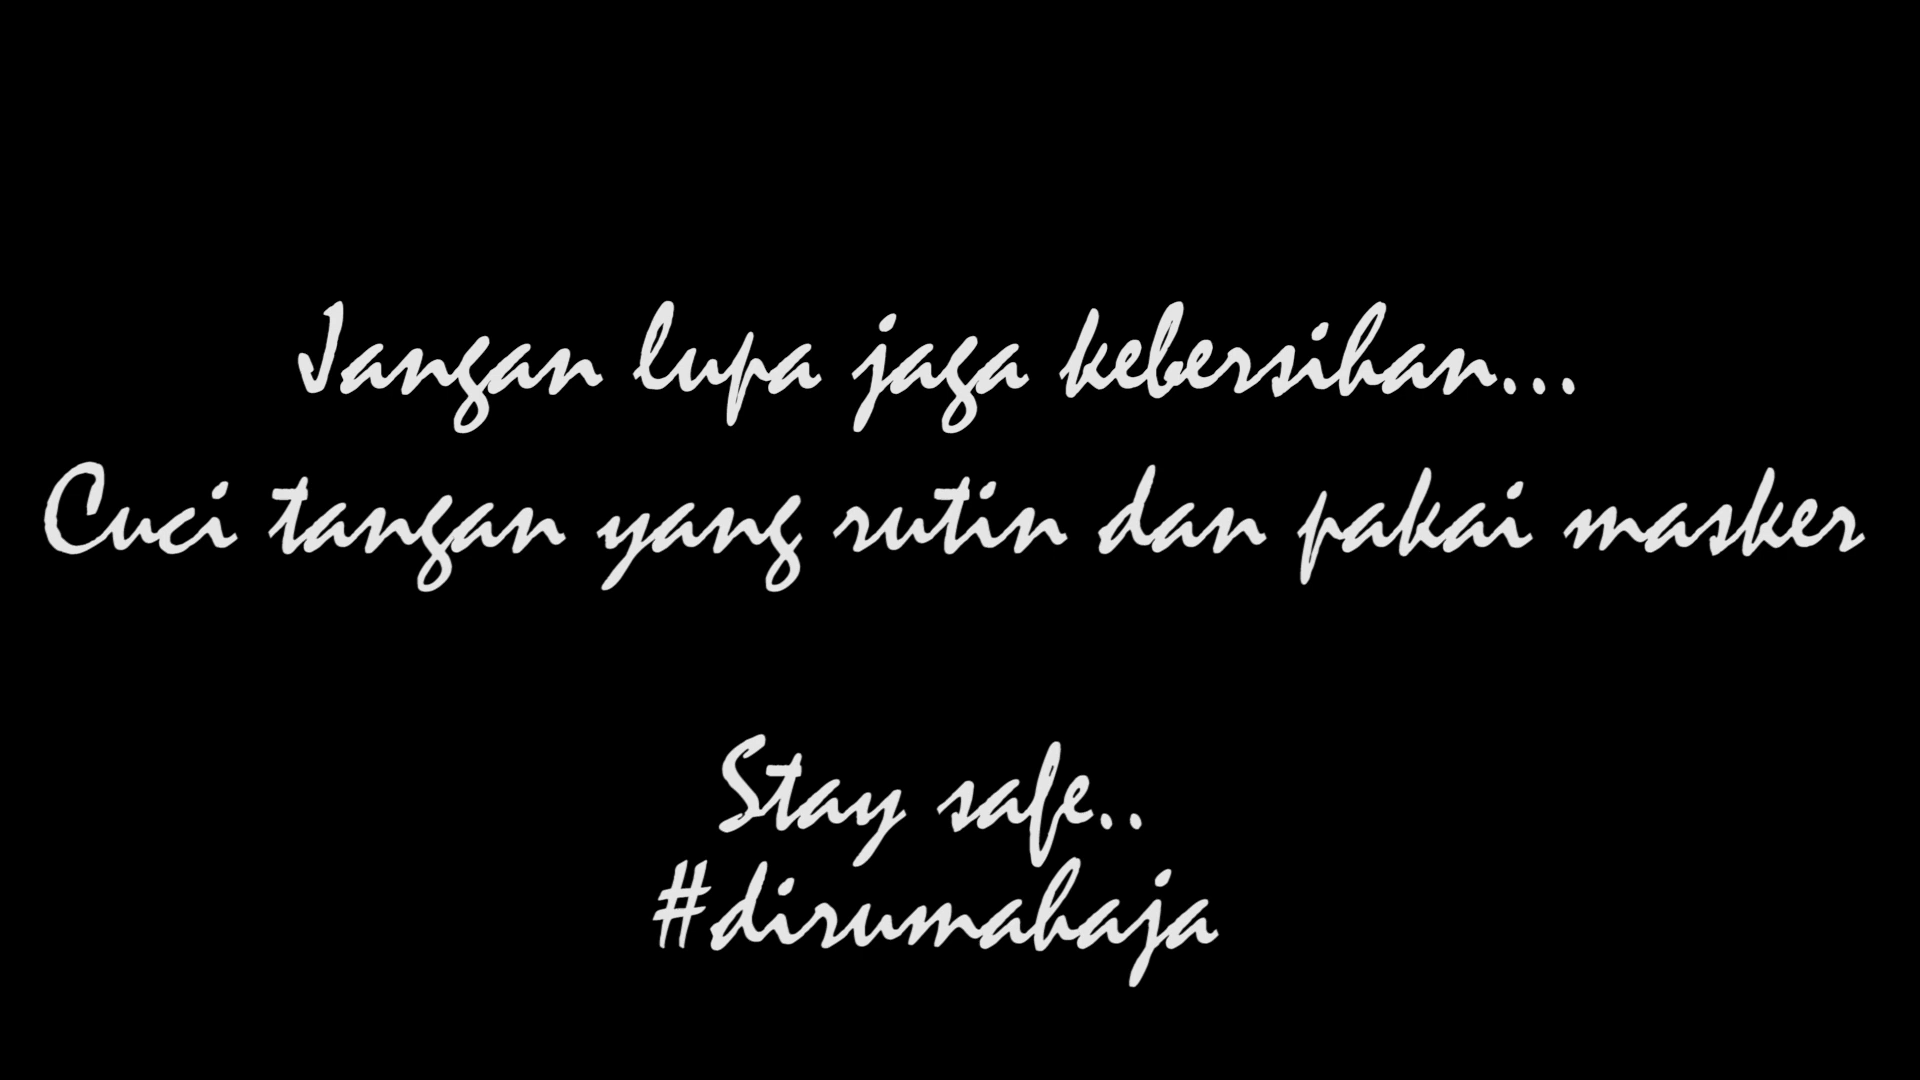 Jangan lupa jaga kebersihan...
Cuci tangan yang rutin dan pakai masker
Stay safe..
#dirumahaja